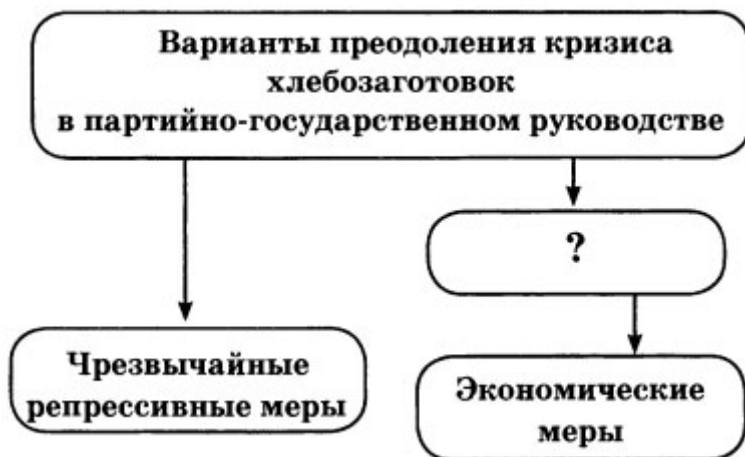 Варианты преодоления кризиса
хлебозаготовок
в партийно-государственном руководстве
?
Чрезвычайные
репрессивные меры
Экономические
меры